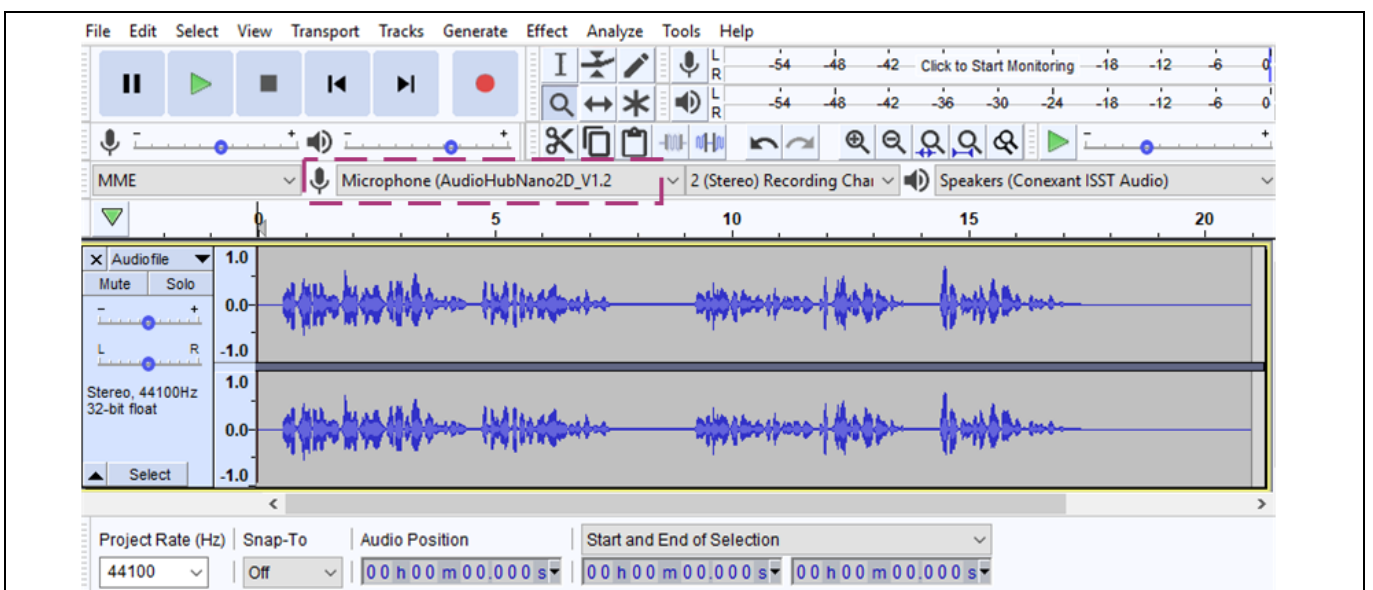 File Edit Select View Transport Tracks Generate Effect Analyze Tools Help
L R -54 -48 -42 Click to Start Monitoring -18 -12 -6 0
L R -54 -48 -42 -36 -30 -24 -18 -12 -6 0
- + - + - +
MME Microphone (AudioHubNano2D_V1.2 2 (Stereo) Recording Chai Speakers (Conexant ISST Audio)
0 5 10 15 20
X Audiofile 1.0
Mute Solo
- + 0.0
L R -1.0
Stereo, 44100Hz 1.0
32-bit float
0.0
Select -1.0
Project Rate (Hz) Snap-To Audio Position Start and End of Selection
44100 Off 00 h 00 m 00.000 s 00 h 00 m 00.000 s 00 h 00 m 00.000 s